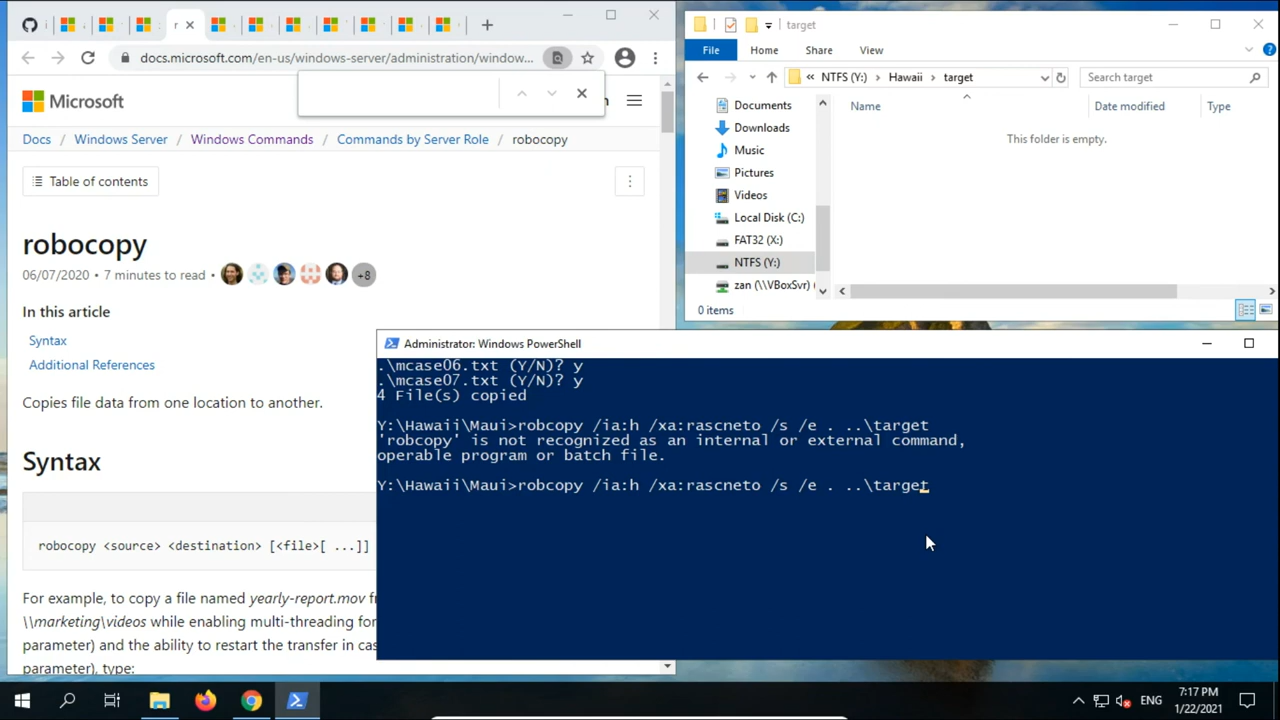 docs.microsoft.com/en-us/windows-server/administration/window...
Microsoft
Docs / Windows Server / Windows Commands / Commands by Server Role / robocopy
Table of contents
robocopy
06/07/2020 • 7 minutes to read •
+8
In this article
Syntax
Additional References
Copies file data from one location to another.
Syntax
robocopy <source> <destination> [<file>[ ...]]
For example, to copy a file named yearly-report.mov
\\marketing\videos while enabling multi-threading for
parameter) and the ability to restart the transfer in
parameter), type:
target
File
Home
Share
View
NTFS (Y:)
Hawaii
target
Search target
Documents
Downloads
Music
Pictures
Videos
Local Disk (C:)
FAT32 (X:)
NTFS (Y:)
zan (\\VBoxSvr) (
Name
Date modified
Type
This folder is empty.
0 items
Administrator: Windows PowerShell
.\mcase06.txt (Y/N)? y
.\mcase07.txt (Y/N)? y
4 File(s) copied
Y:\Hawaii\Maui>robcopy /ia:h /xa:rascneto /s /e . ..\target
'robcopy' is not recognized as an internal or external command,
operable program or batch file.
Y:\Hawaii\Maui>robcopy /ia:h /xa:rascneto /s /e . ..\target
ENG
7:17 PM
1/22/2021